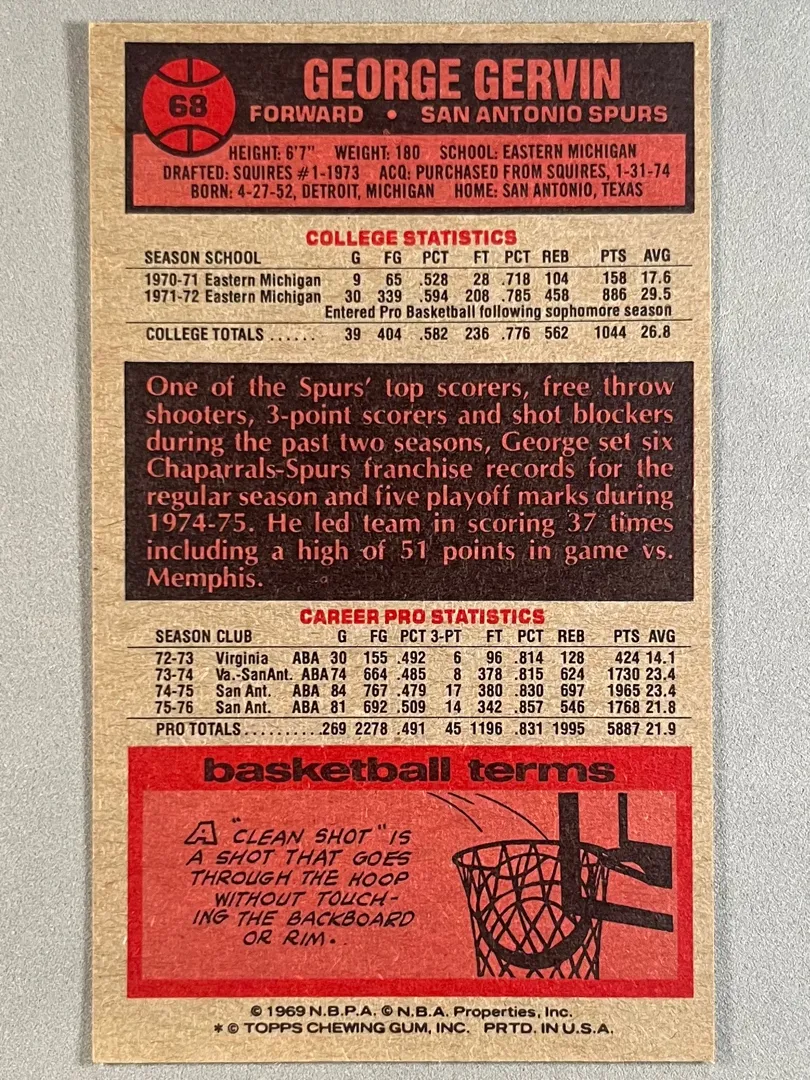 68
GEORGE GERVIN
FORWARD • SAN ANTONIO SPURS
HEIGHT: 6'7" WEIGHT: 180 SCHOOL: EASTERN MICHIGAN
DRAFTED: SQUIRES #1-1973 ACQ: PURCHASED FROM SQUIRES, 1-31-74
BORN: 4-27-52, DETROIT, MICHIGAN HOME: SAN ANTONIO, TEXAS
COLLEGE STATISTICS
SEASON SCHOOL G FG PCT FT PCT REB PTS AVG
1970-71 Eastern Michigan 9 65 .528 28 .718 104 158 17.6
1971-72 Eastern Michigan 30 339 .594 208 .785 458 886 29.5
Entered Pro Basketball following sophomore season
COLLEGE TOTALS ...... 39 404 .582 236 .776 562 1044 26.8
One of the Spurs' top scorers, free throw
shooters, 3-point scorers and shot blockers
during the past two seasons, George set six
Chaparrals-Spurs franchise records for the
regular season and five playoff marks during
1974-75. He led team in scoring 37 times
including a high of 51 points in game vs.
Memphis.
CAREER PRO STATISTICS
SEASON CLUB G FG PCT 3-PT FT PCT REB PTS AVG
72-73 Virginia ABA 30 155 .492 6 96 .814 128 424 14.1
73-74 Va.-SanAnt. ABA 74 664 .485 8 378 .815 624 1730 23.4
74-75 San Ant. ABA 84 767 .479 17 380 .830 697 1965 23.4
75-76 San Ant. ABA 81 692 .509 14 342 .857 546 1768 21.8
PRO TOTALS..........269 2278 .491 45 1196 .831 1995 5887 21.9
basketball terms
A "CLEAN SHOT" IS
A SHOT THAT GOES
THROUGH THE HOOP
WITHOUT TOUCH-
ING THE BACKBOARD
OR RIM.
© 1969 N.B.P.A. © N.B.A. Properties, Inc.
* © TOPPS CHEWING GUM, INC. PRTD. IN U.S.A.